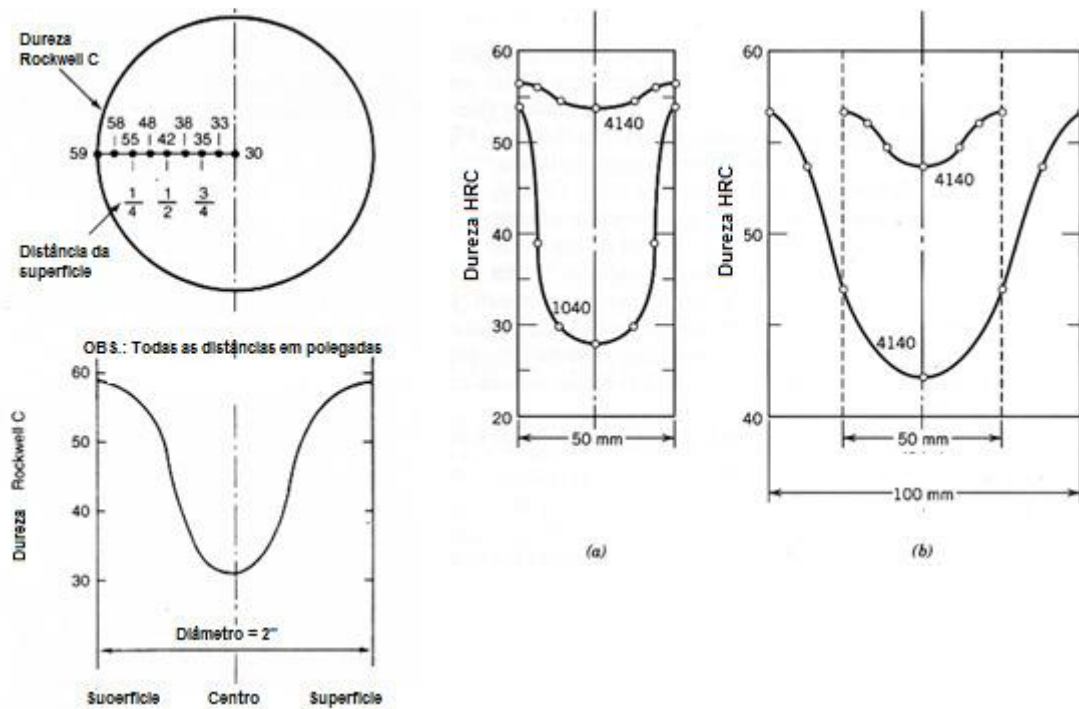 Dureza
Rockwell C
58 48 38 33
59 55 42 35 30
1/4 1/2 3/4
Distância da
superfície
OBS.: Todas as distâncias em polegadas
Dureza Rockwell C
60
50
40
30
Diâmetro = 2"
Suoerfície Centro Superfície
Dureza HRC
60
50
40
30
20
4140
1040
50 mm
(a)
Dureza HRC
60
50
40
4140
4140
50 mm
100 mm
(b)